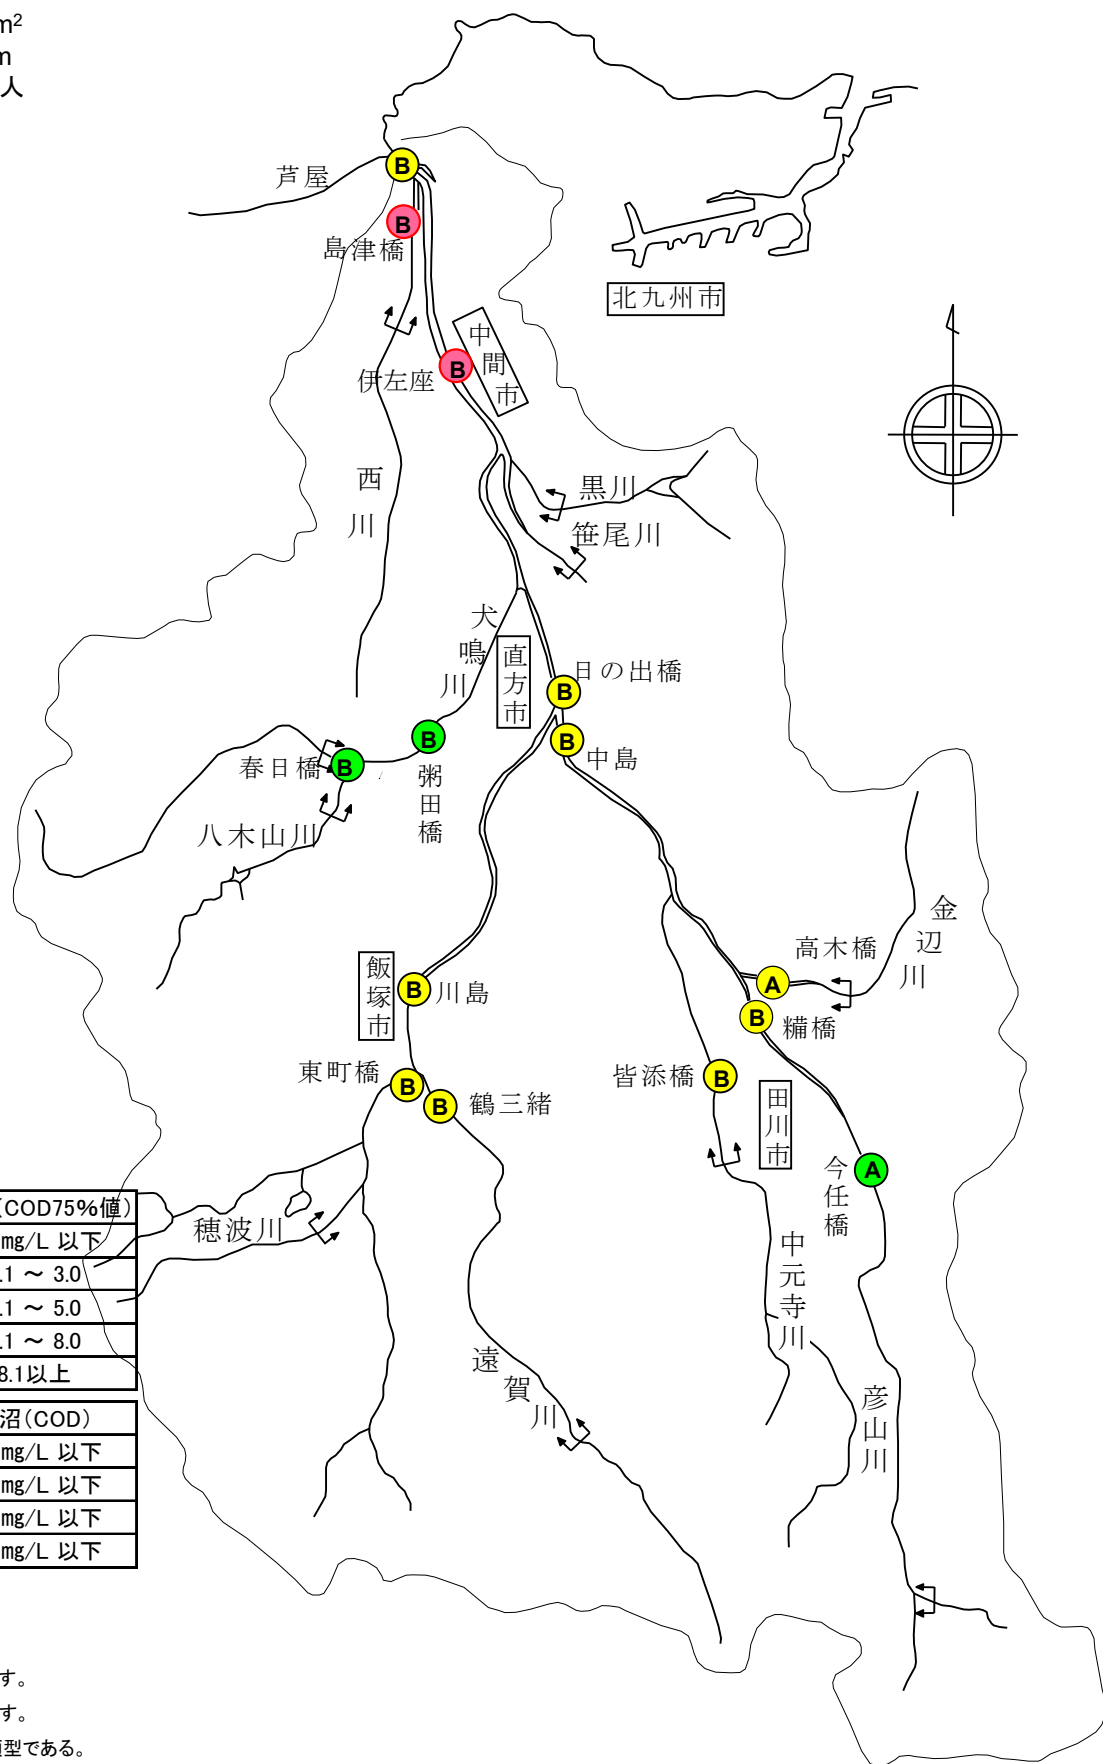 m²
m
人
芦屋
B
B
島津橋
北九州市
中間市
B
伊左座
西川
黒川
笹尾川
犬鳴川
直方市
日の出橋
B
B
中島
B
粥田橋
春日橋
B
八木山川
金辺川
高木橋
A
飯塚市
B
川島
B
糒橋
東町橋
B
B
鶴三緒
皆添橋
B
田川市
今任橋
A
(COD75%値)
mg/L 以下
.1 ～ 3.0
.1 ～ 5.0
.1 ～ 8.0
8.1以上
穂波川
中元寺川
遠賀川
彦山川
沼(COD)
mg/L 以下
mg/L 以下
mg/L 以下
mg/L 以下
す。
す。
型である。